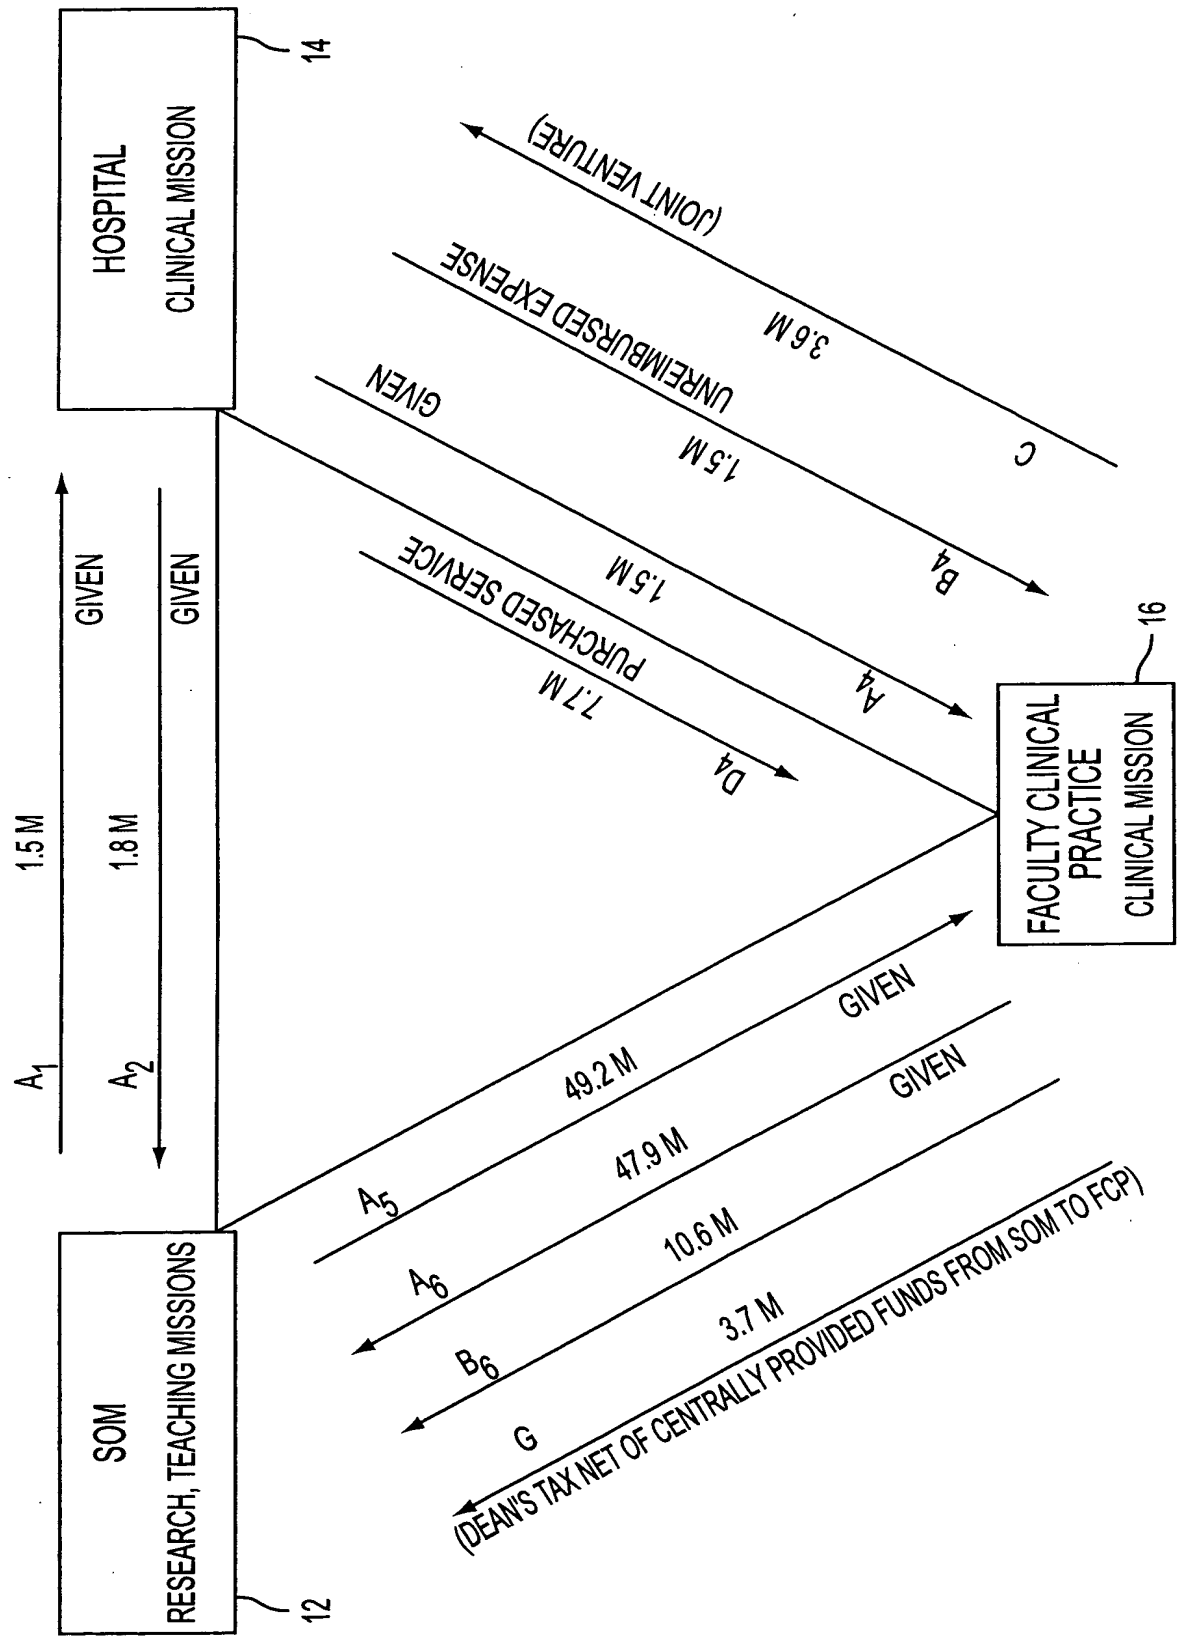 SOM
RESEARCH, TEACHING MISSIONS
12
HOSPITAL
CLINICAL MISSION
14
A1
1.5 M
GIVEN
A2
1.8 M
GIVEN
A5
49.2 M
GIVEN
A6
47.9 M
GIVEN
B6
10.6 M
G
3.7 M
(DEAN'S TAX NET OF CENTRALLY PROVIDED FUNDS FROM SOM TO FCP)
D4
7.7 M
PURCHASED SERVICE
A4
1.5 M
GIVEN
B4
1.5 M
UNREIMBURSED EXPENSE
C
3.6 M
(JOINT VENTURE)
FACULTY CLINICAL
PRACTICE
CLINICAL MISSION
16